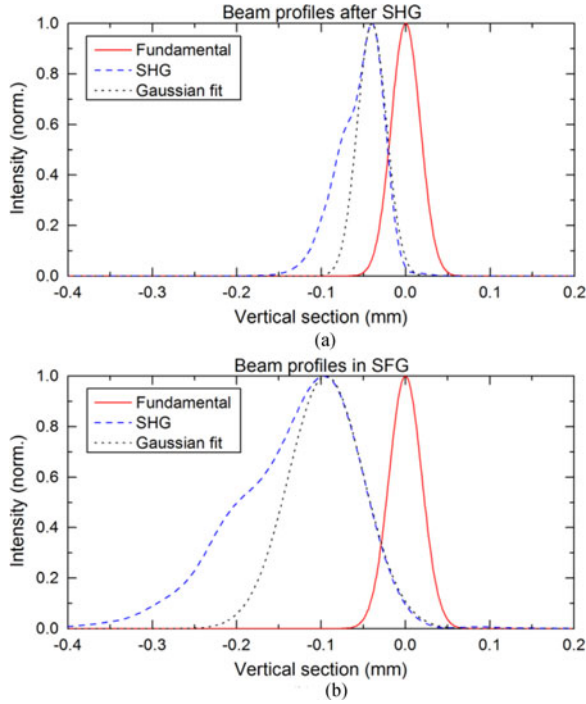 Beam profiles after SHG
Intensity (norm.)
1.0
0.8
0.6
0.4
0.2
0.0
Fundamental
SHG
Gaussian fit
-0.4 -0.3 -0.2 -0.1 0.0 0.1 0.2
Vertical section (mm)
(a)
Beam profiles in SFG
Intensity (norm.)
1.0
0.8
0.6
0.4
0.2
0.0
Fundamental
SHG
Gaussian fit
-0.4 -0.3 -0.2 -0.1 0.0 0.1 0.2
Vertical section (mm)
(b)